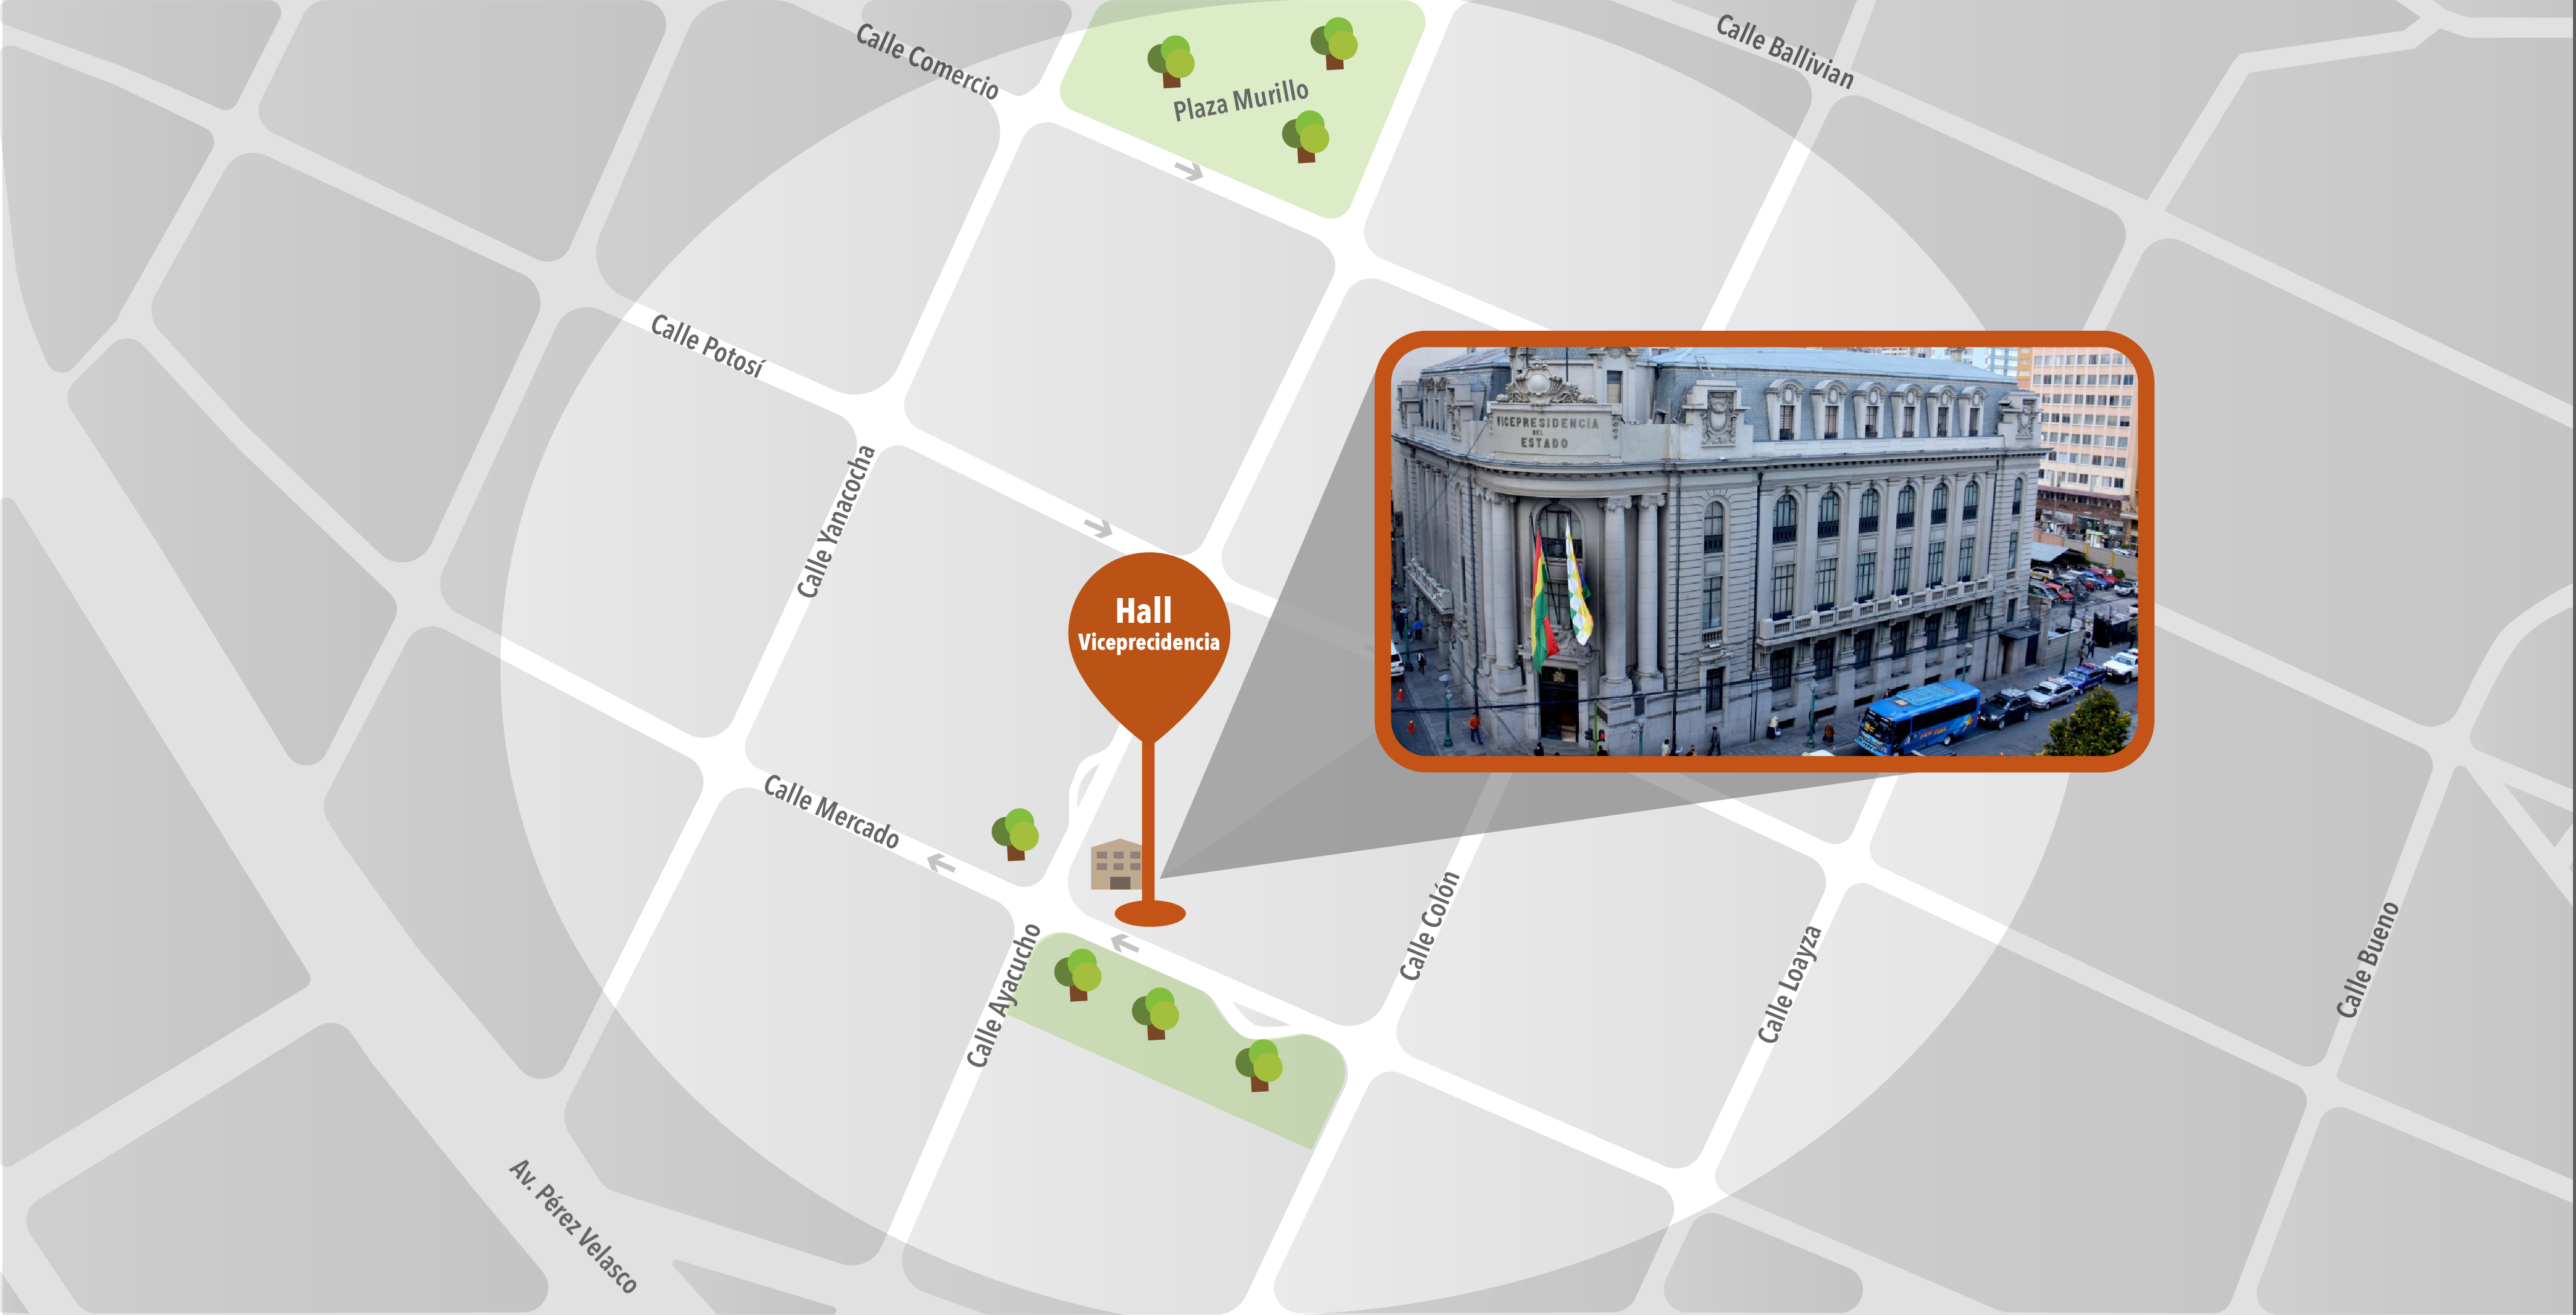 Calle Comercio
Calle Ballivian
Plaza Murillo
Calle Potosí
VICEPRESIDENCIA
DEL
ESTADO
Calle Yanacocha
Hall
Viceprecidencia
Calle Mercado
Calle Colón
Calle Ayacucho
Calle Loayza
Calle Bueno
Av. Pérez Velasco